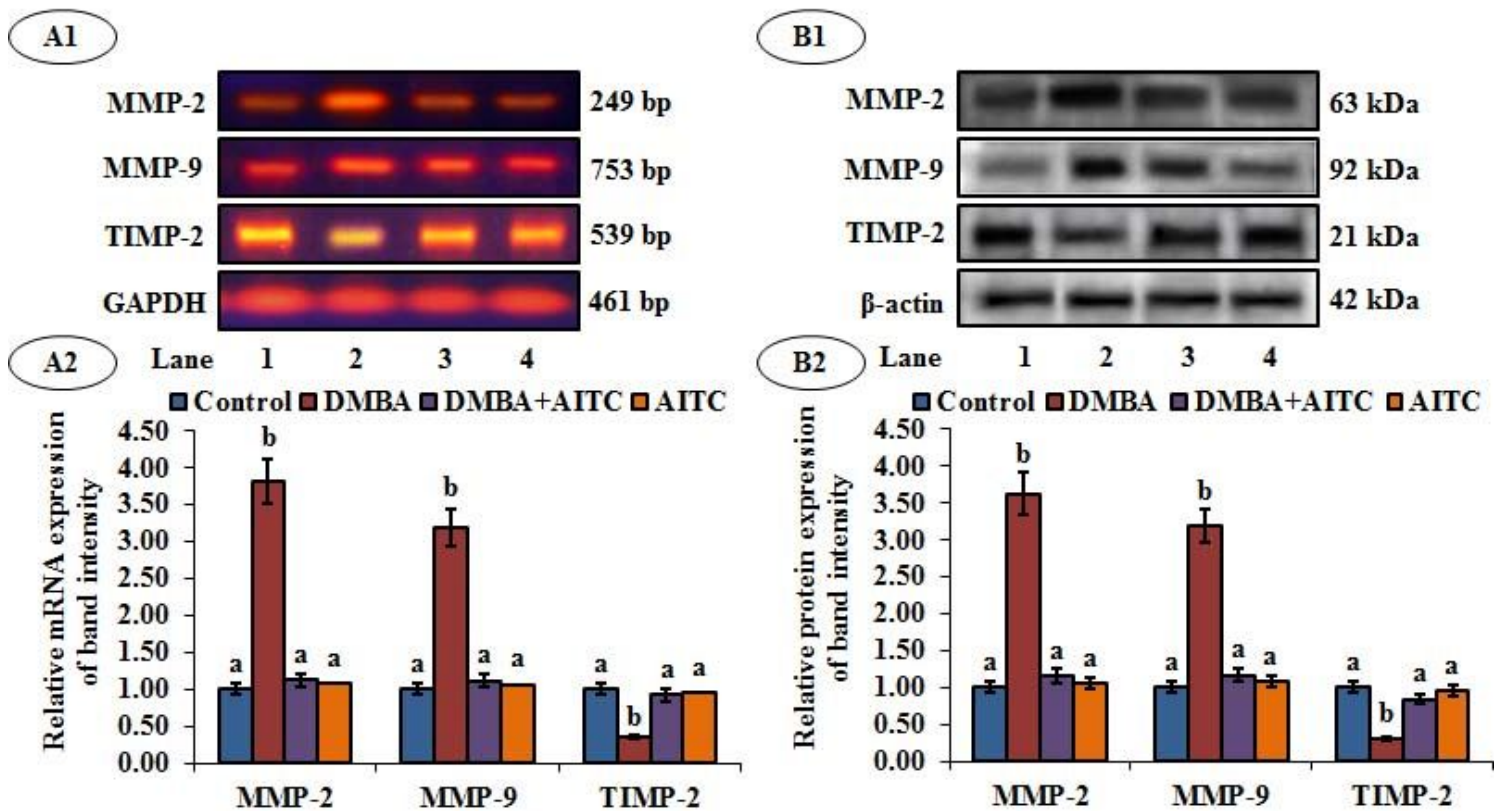 A1
MMP-2 249 bp
MMP-9 753 bp
TIMP-2 539 bp
GAPDH 461 bp
Lane 1 2 3 4
A2
Control DMBA DMBA+AITC AITC
Relative mRNA expression
of band intensity
4.50
4.00
3.50
3.00
2.50
2.00
1.50
1.00
0.50
0.00
a b a a
a b a a
a b a a
MMP-2 MMP-9 TIMP-2
B1
MMP-2 63 kDa
MMP-9 92 kDa
TIMP-2 21 kDa
β-actin 42 kDa
Lane 1 2 3 4
B2
Control DMBA DMBA+AITC AITC
Relative protein expression
of band intensity
4.50
4.00
3.50
3.00
2.50
2.00
1.50
1.00
0.50
0.00
a b a a
a b a a
a b a a
MMP-2 MMP-9 TIMP-2